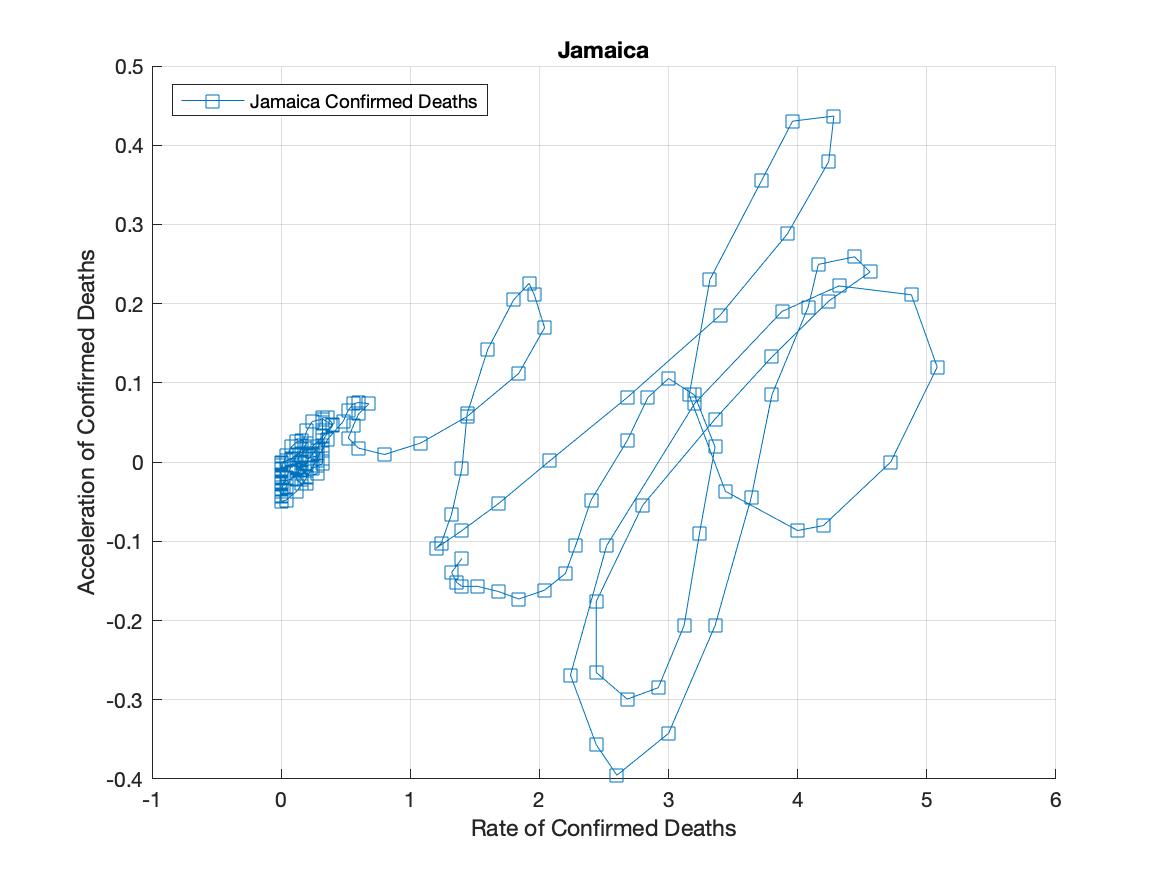 Jamaica
Jamaica Confirmed Deaths
0.5
0.4
0.3
0.2
0.1
0
-0.1
-0.2
-0.3
-0.4
Acceleration of Confirmed Deaths
-1 0 1 2 3 4 5 6
Rate of Confirmed Deaths